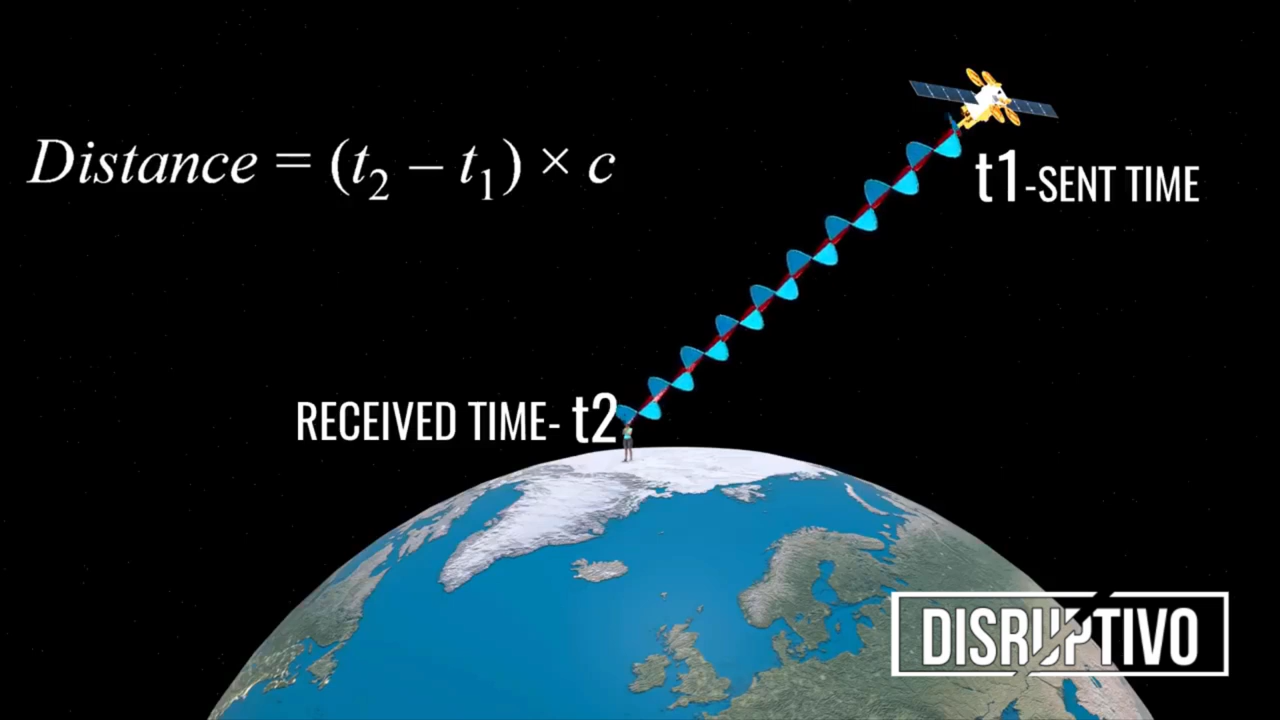 Distance = (t₂ – t₁) × c
t1-SENT TIME
RECEIVED TIME- t2
DISRUPTIVO